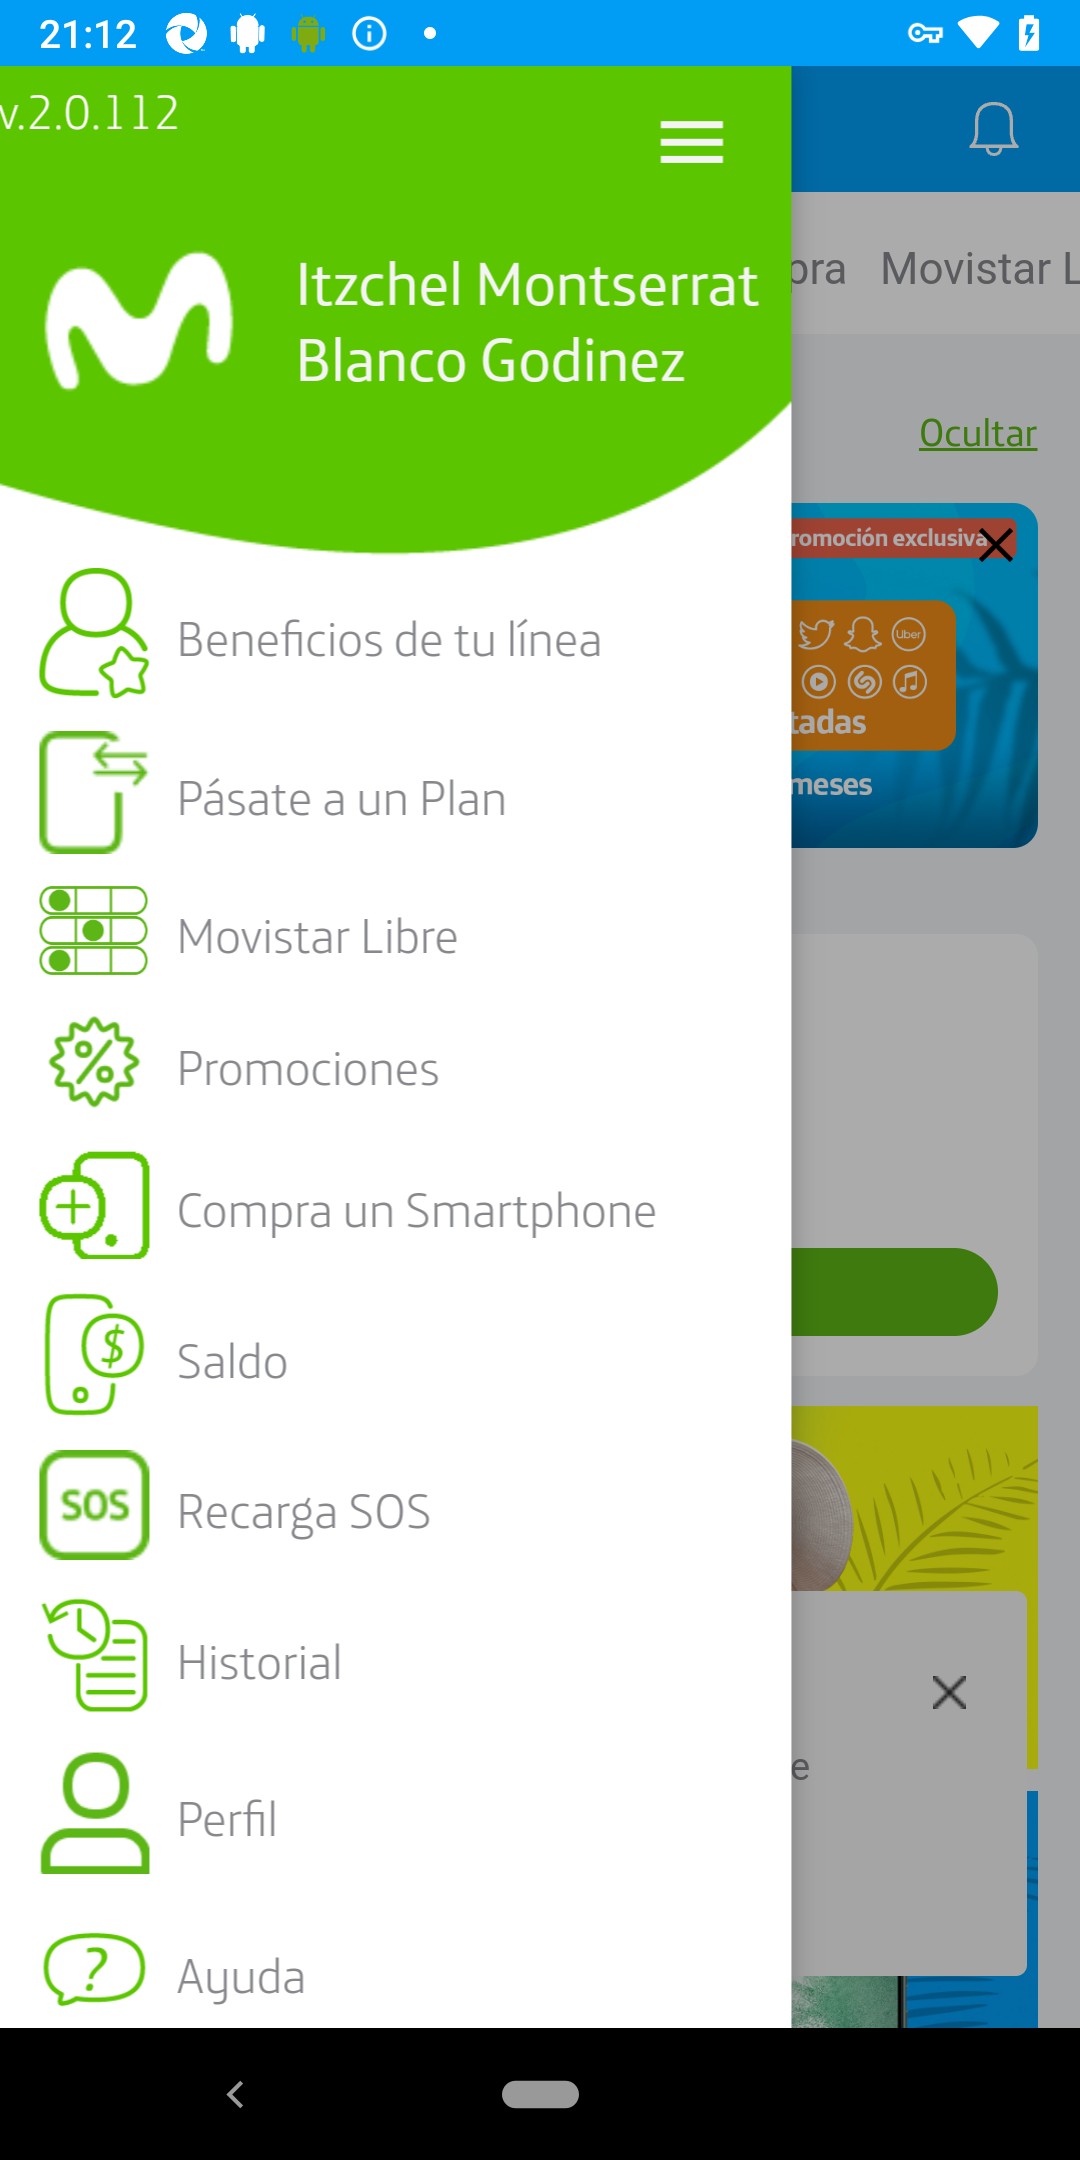 21:12
v.2.0.112
Itzchel Montserrat
Blanco Godinez
Movistar L
Ocultar
romoción exclusiva
Uber
tadas
meses
Beneficios de tu línea
Pásate a un Plan
Movistar Libre
Promociones
Compra un Smartphone
$
Saldo
SOS
Recarga SOS
Historial
e
Perfil
?
Ayuda